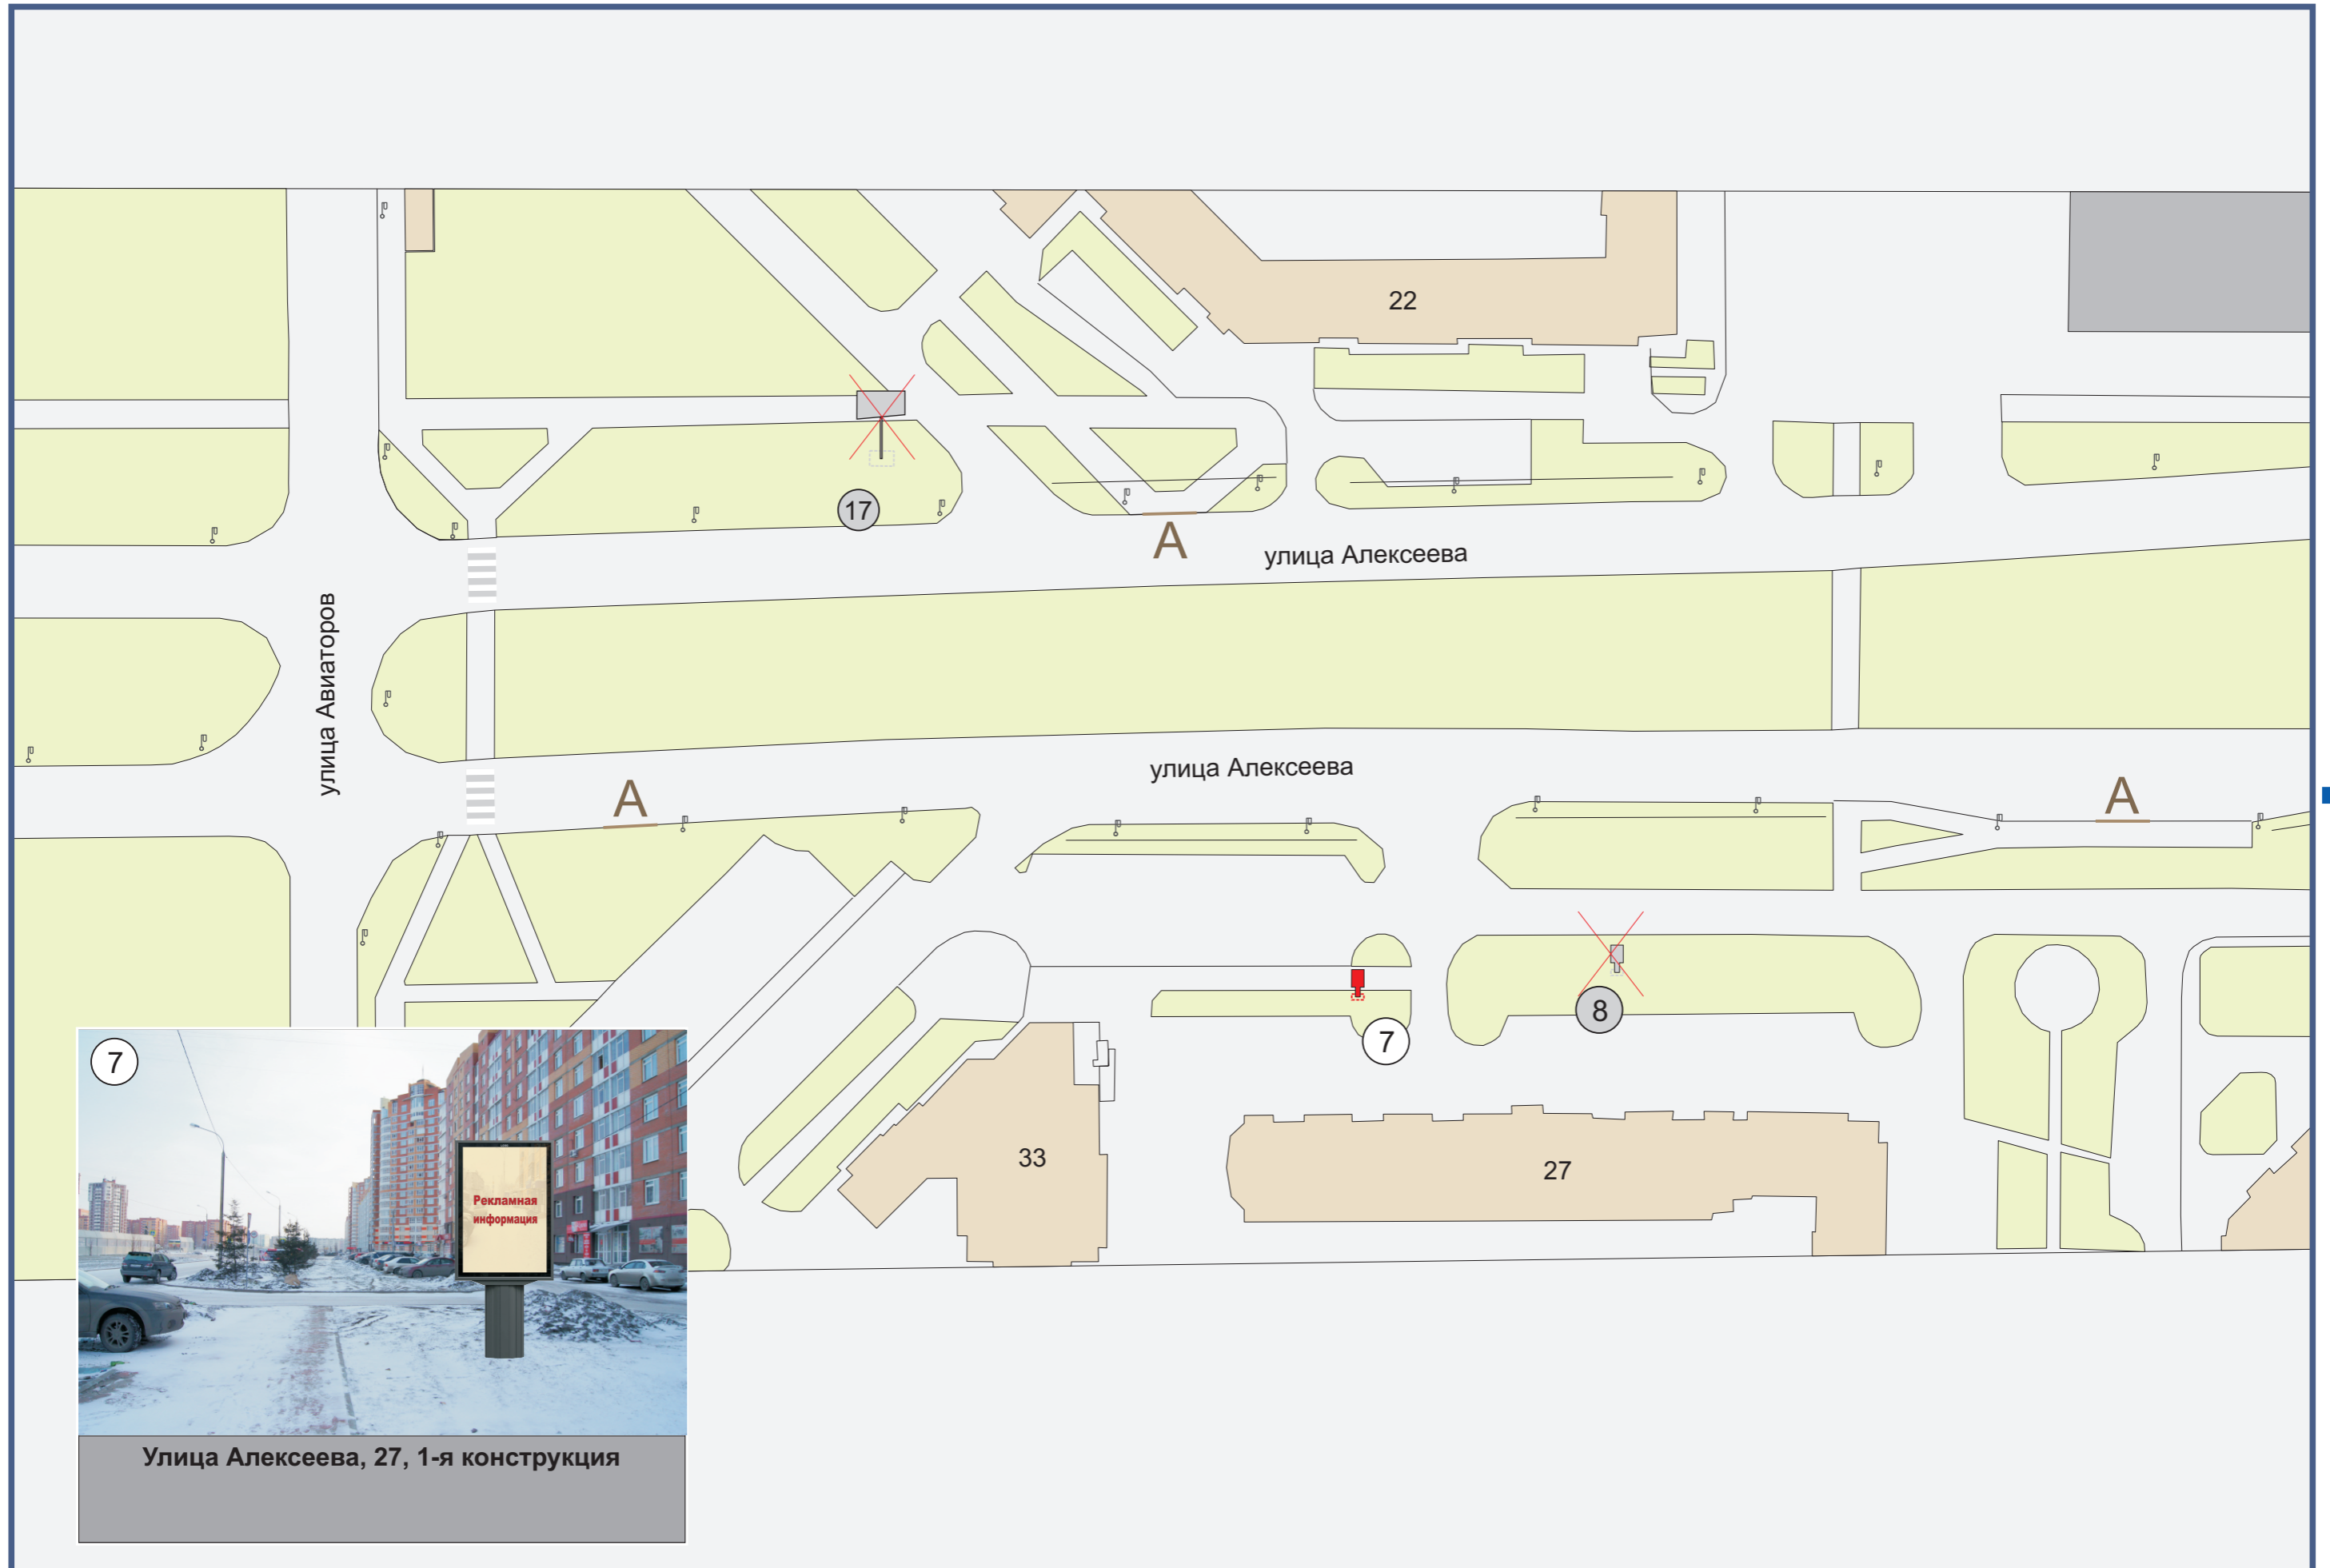 22
17
А
улица Алексеева
улица Авиаторов
улица Алексеева
А
А
8
7
7
33
27
Рекламная
информация
Улица Алексеева, 27, 1-я конструкция